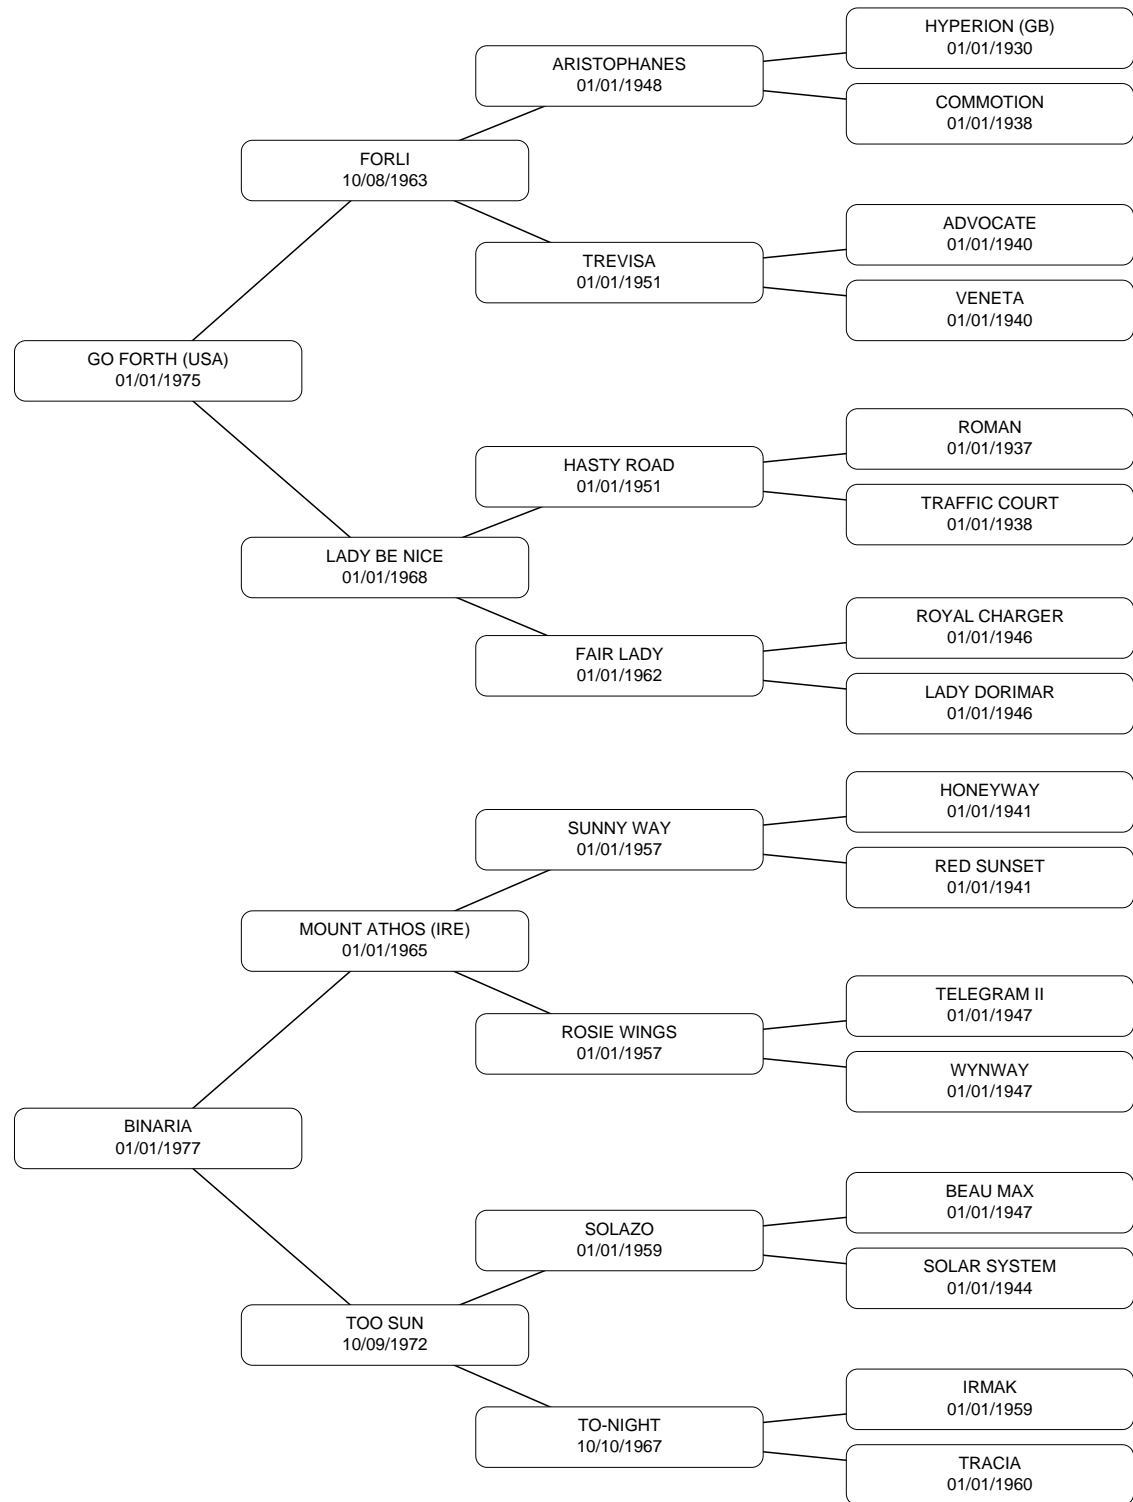 HYPERION (GB)
01/01/1930
ARISTOPHANES
01/01/1948
COMMOTION
01/01/1938
FORLI
10/08/1963
ADVOCATE
01/01/1940
TREVISA
01/01/1951
VENETA
01/01/1940
GO FORTH (USA)
01/01/1975
ROMAN
01/01/1937
HASTY ROAD
01/01/1951
TRAFFIC COURT
01/01/1938
LADY BE NICE
01/01/1968
ROYAL CHARGER
01/01/1946
FAIR LADY
01/01/1962
LADY DORIMAR
01/01/1946
HONEYWAY
01/01/1941
SUNNY WAY
01/01/1957
RED SUNSET
01/01/1941
MOUNT ATHOS (IRE)
01/01/1965
TELEGRAM II
01/01/1947
ROSIE WINGS
01/01/1957
WYNWAY
01/01/1947
BINARIA
01/01/1977
BEAU MAX
01/01/1947
SOLAZO
01/01/1959
SOLAR SYSTEM
01/01/1944
TOO SUN
10/09/1972
IRMAK
01/01/1959
TO-NIGHT
10/10/1967
TRACIA
01/01/1960